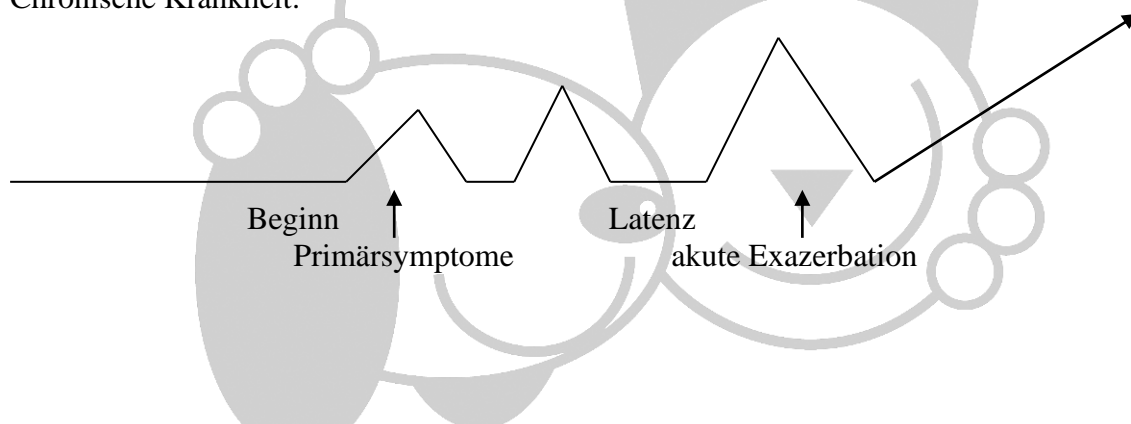 Chronische Krankheit:
Beginn Latenz
Primärsymptome akute Exazerbation